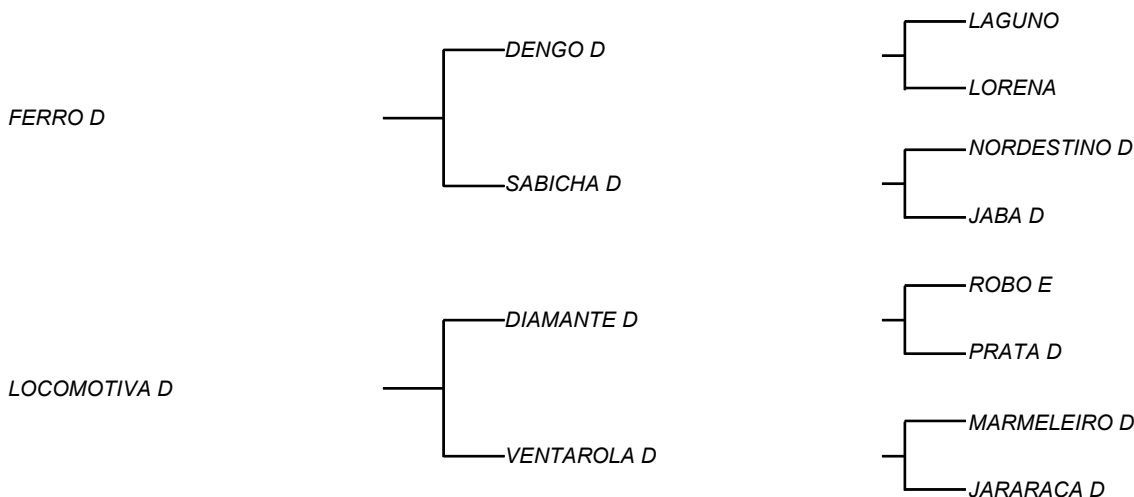 LAGUNO
DENGO D
LORENA
FERRO D
NORDESTINO D
SABICHA D
JABA D
ROBO E
DIAMANTE D
PRATA D
LOCOMOTIVA D
MARMELEIRO D
VENTAROLA D
JARARACA D